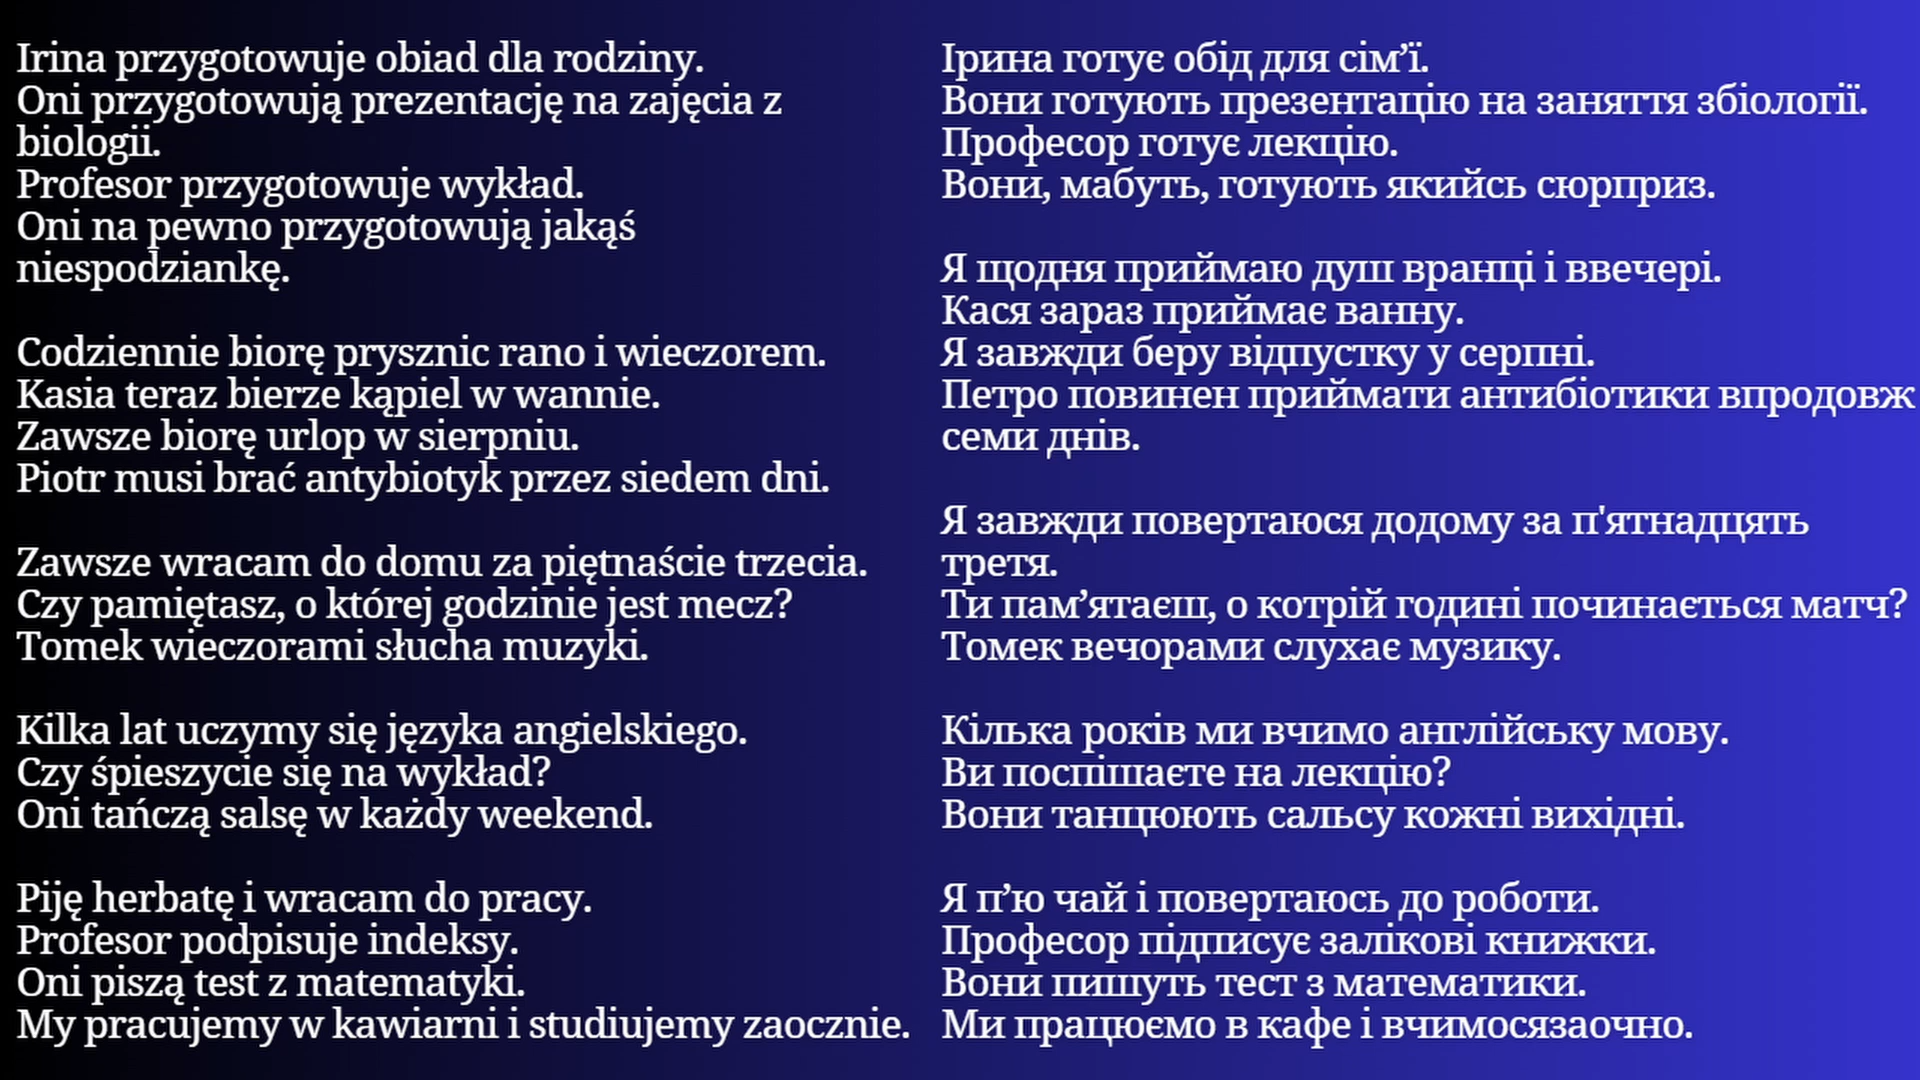 Irina przygotowuje obiad dla rodziny.
Oni przygotowują prezentację na zajęcia z
biologii.
Profesor przygotowuje wykład.
Oni na pewno przygotowują jakąś
niespodziankę.
Codziennie biorę prysznic rano i wieczorem.
Kasia teraz bierze kąpiel w wannie.
Zawsze biorę urlop w sierpniu.
Piotr musi brać antybiotyk przez siedem dni.
Zawsze wracam do domu za piętnaście trzecia.
Czy pamiętasz, o której godzinie jest mecz?
Tomek wieczorami słucha muzyki.
Kilka lat uczymy się języka angielskiego.
Czy śpieszycie się na wykład?
Oni tańczą salsę w każdy weekend.
Piję herbatę i wracam do pracy.
Profesor podpisuje indeksy.
Oni piszą test z matematyki.
My pracujemy w kawiarni i studiujemy zaocznie.
Ірина готує обід для сім’ї.
Вони готують презентацію на заняття збіології.
Професор готує лекцію.
Вони, мабуть, готують якийсь сюрприз.
Я щодня приймаю душ вранці і ввечері.
Кася зараз приймає ванну.
Я завжди беру відпустку у серпні.
Петро повинен приймати антибіотики впродовж
семи днів.
Я завжди повертаюся додому за п'ятнадцять
третя.
Ти пам’ятаєш, о котрій годині починається матч?
Томек вечорами слухає музику.
Кілька років ми вчимо англійську мову.
Ви поспішаєте на лекцію?
Вони танцюють сальсу кожні вихідні.
Я п’ю чай і повертаюсь до роботи.
Професор підписує залікові книжки.
Вони пишуть тест з математики.
Ми працюємо в кафе і вчимосязаочно.